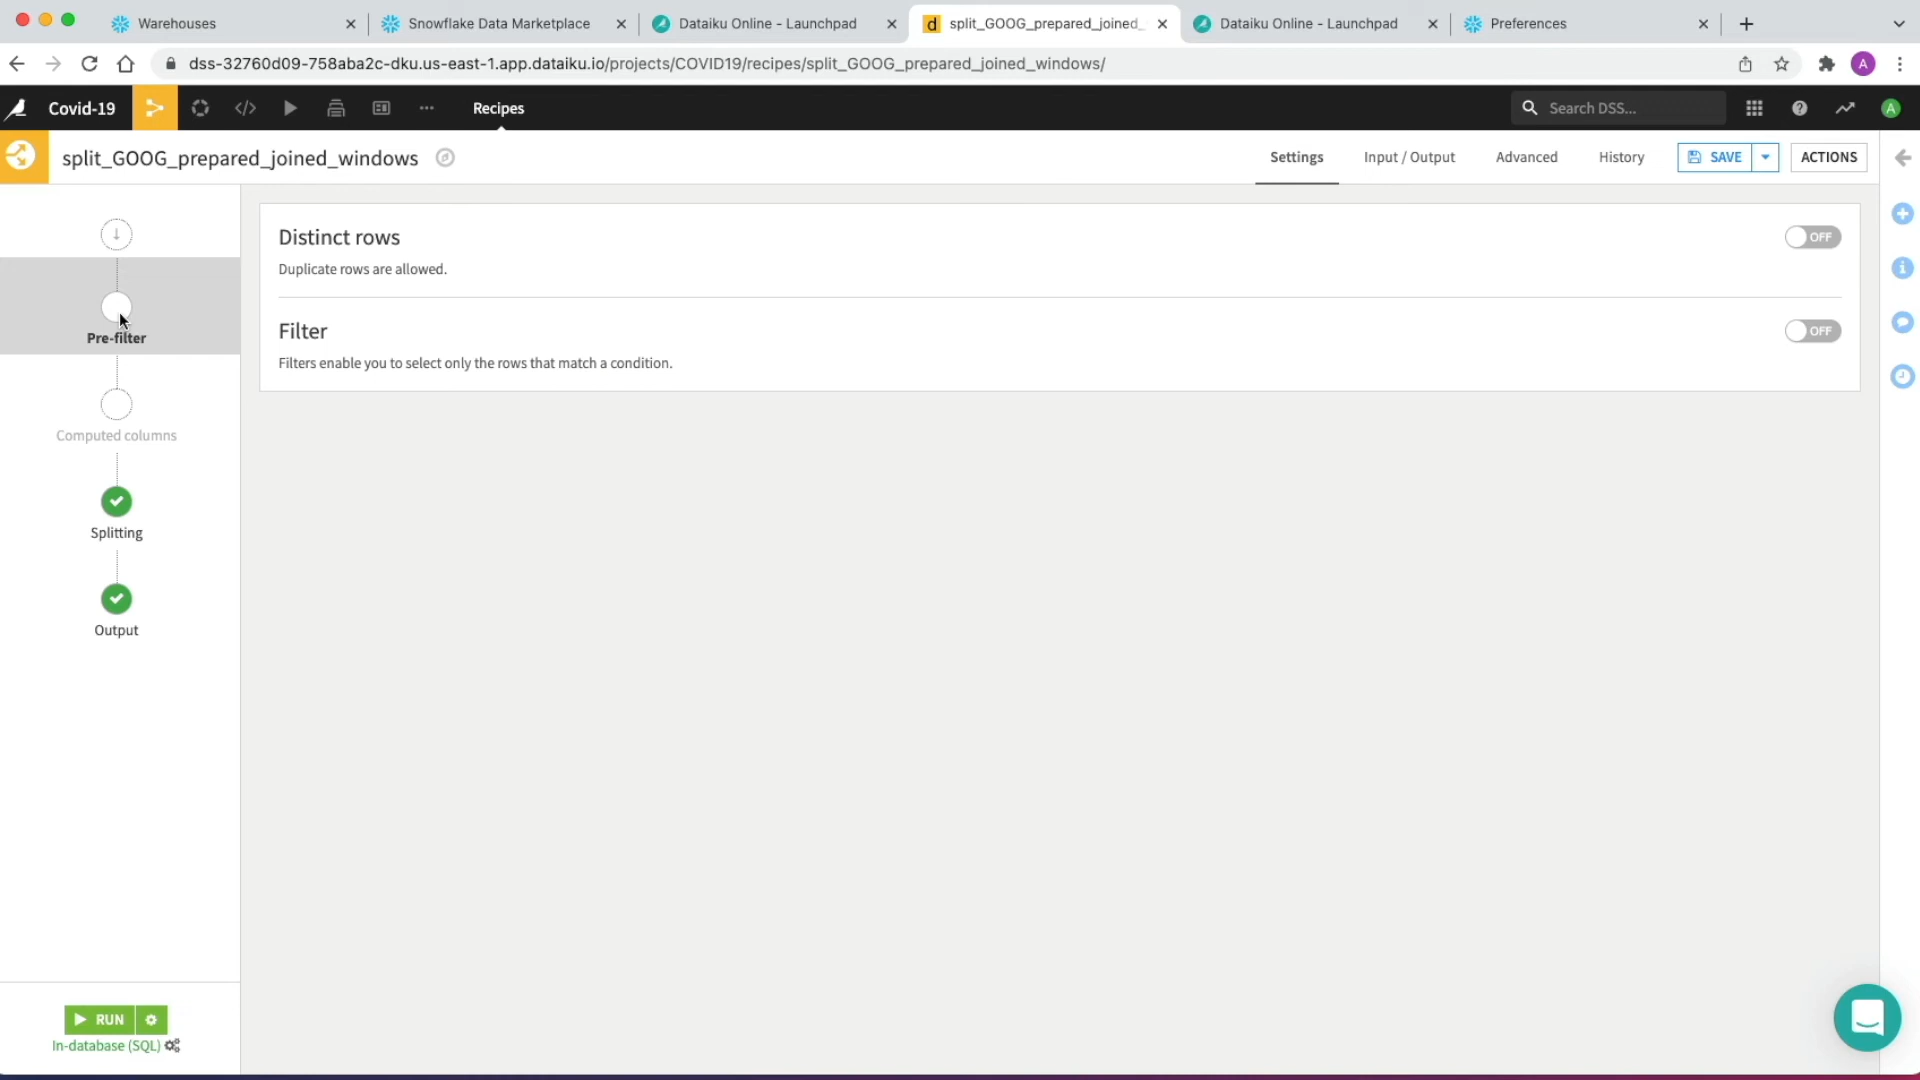 Warehouses
Snowflake Data Marketplace
Dataiku Online - Launchpad
split_GOOG_prepared_joined_
Dataiku Online - Launchpad
Preferences
dss-32760d09-758aba2c-dku.us-east-1.app.dataiku.io/projects/COVID19/recipes/split_GOOG_prepared_joined_windows/
A
Covid-19
Recipes
Search DSS...
A
split_GOOG_prepared_joined_windows
Settings
Input / Output
Advanced
History
SAVE
ACTIONS
Pre-filter
Computed columns
Splitting
Output
Distinct rows
OFF
Duplicate rows are allowed.
Filter
OFF
Filters enable you to select only the rows that match a condition.
RUN
In-database (SQL)